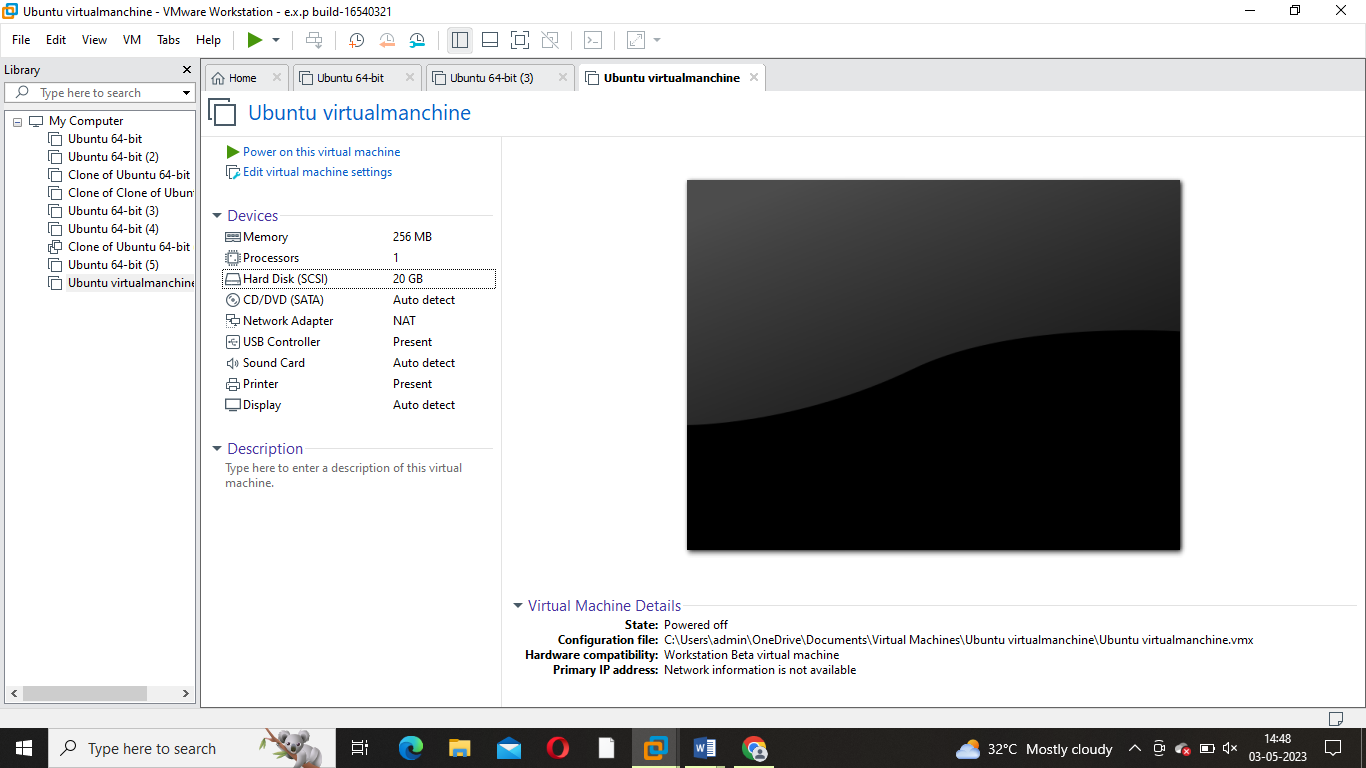 Ubuntu virtualmanchine - VMware Workstation - e.x.p build-16540321
File Edit View VM Tabs Help
Library
Type here to search
My Computer
Ubuntu 64-bit
Ubuntu 64-bit (2)
Clone of Ubuntu 64-bit
Clone of Clone of Ubun
Ubuntu 64-bit (3)
Ubuntu 64-bit (4)
Clone of Ubuntu 64-bit
Ubuntu 64-bit (5)
Ubuntu virtualmanchine
Home Ubuntu 64-bit Ubuntu 64-bit (3) Ubuntu virtualmanchine
Ubuntu virtualmanchine
Power on this virtual machine
Edit virtual machine settings
Devices
Memory 256 MB
Processors 1
Hard Disk (SCSI) 20 GB
CD/DVD (SATA) Auto detect
Network Adapter NAT
USB Controller Present
Sound Card Auto detect
Printer Present
Display Auto detect
Description
Type here to enter a description of this virtual
machine.
Virtual Machine Details
State: Powered off
Configuration file: C:\Users\admin\OneDrive\Documents\Virtual Machines\Ubuntu virtualmanchine\Ubuntu virtualmanchine.vmx
Hardware compatibility: Workstation Beta virtual machine
Primary IP address: Network information is not available
Type here to search
32°C Mostly cloudy
14:48
03-05-2023